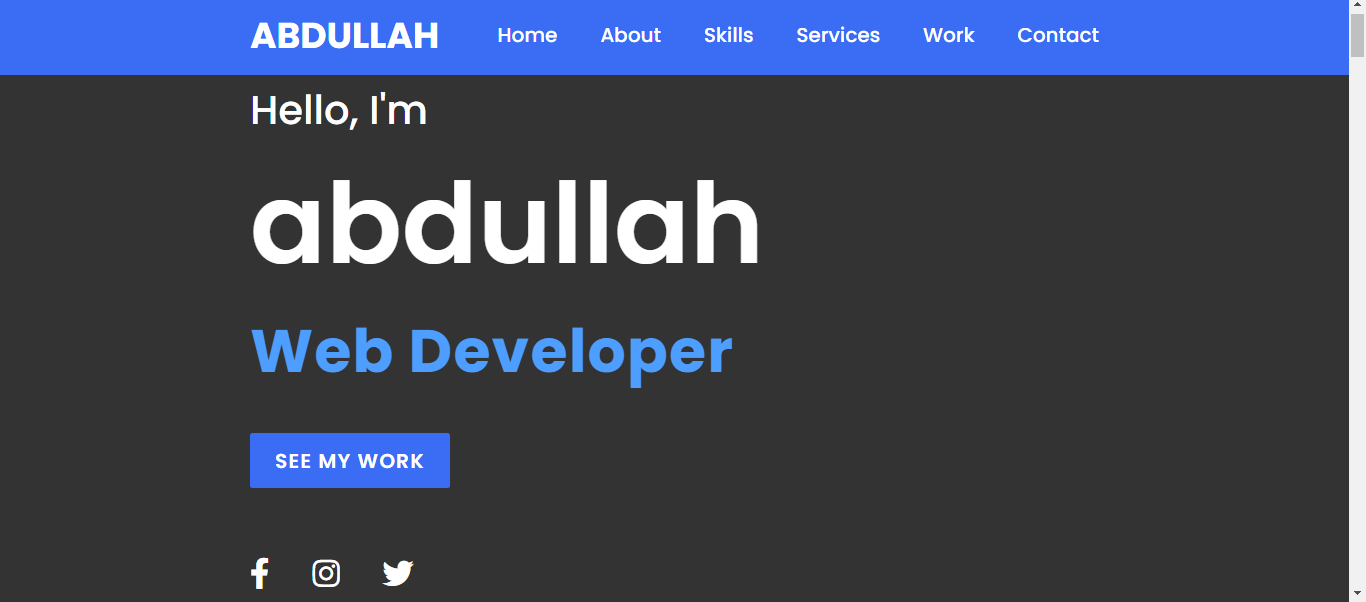 ABDULLAH Home About Skills Services Work Contact
Hello, I'm
abdullah
Web Developer
SEE MY WORK